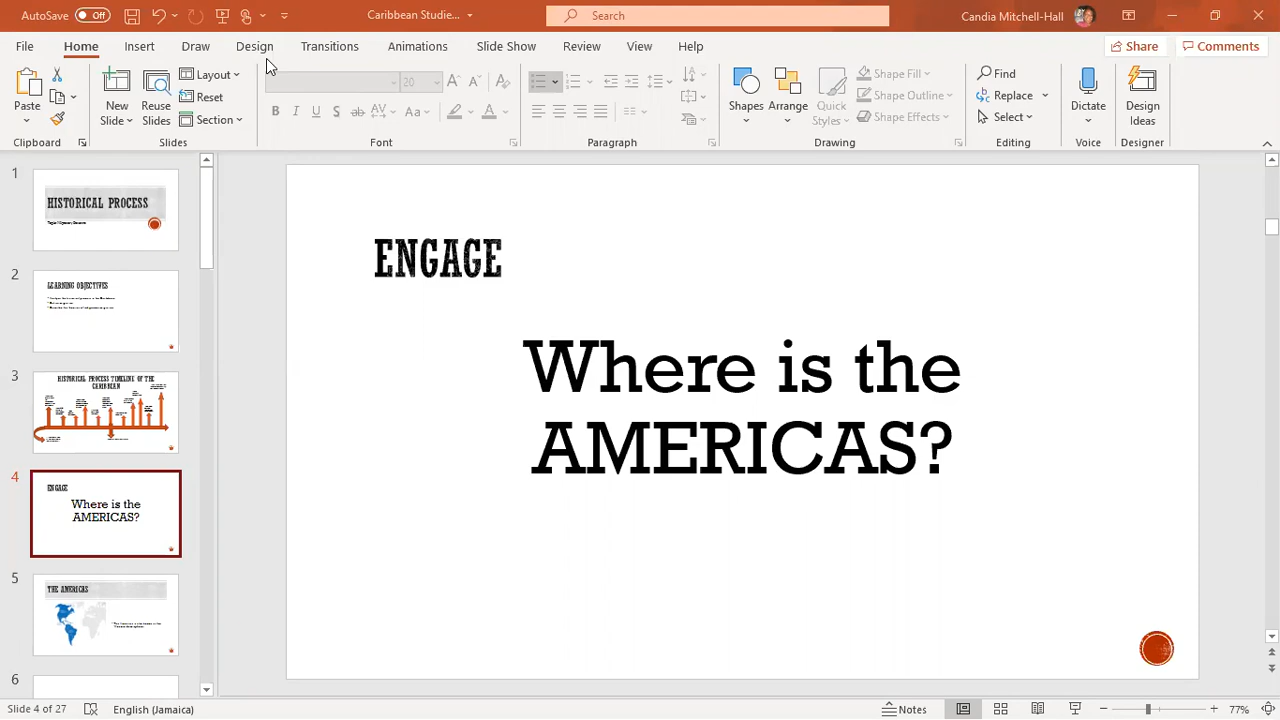 AutoSave Off Caribbean Studie... Search Candia Mitchell-Hall
File Home Insert Draw Design Transitions Animations Slide Show Review View Help Share Comments
Paste New Slide Reuse Slides Layout Reset Section 20 Shapes Arrange Quick Styles Shape Fill Shape Outline Shape Effects Find Replace Select Dictate Design Ideas
Clipboard Slides Font Paragraph Drawing Editing Voice Designer
1
HISTORICAL PROCESS
2
LEARNING OBJECTIVES
3
HISTORICAL PROCESS TIMELINE OF THE
CARIBBEAN
4
ENGAGE
Where is the
AMERICAS?
5
THE AMERICAS
6
ENGAGE
Where is the
AMERICAS?
Slide 4 of 27 English (Jamaica) Notes 77%